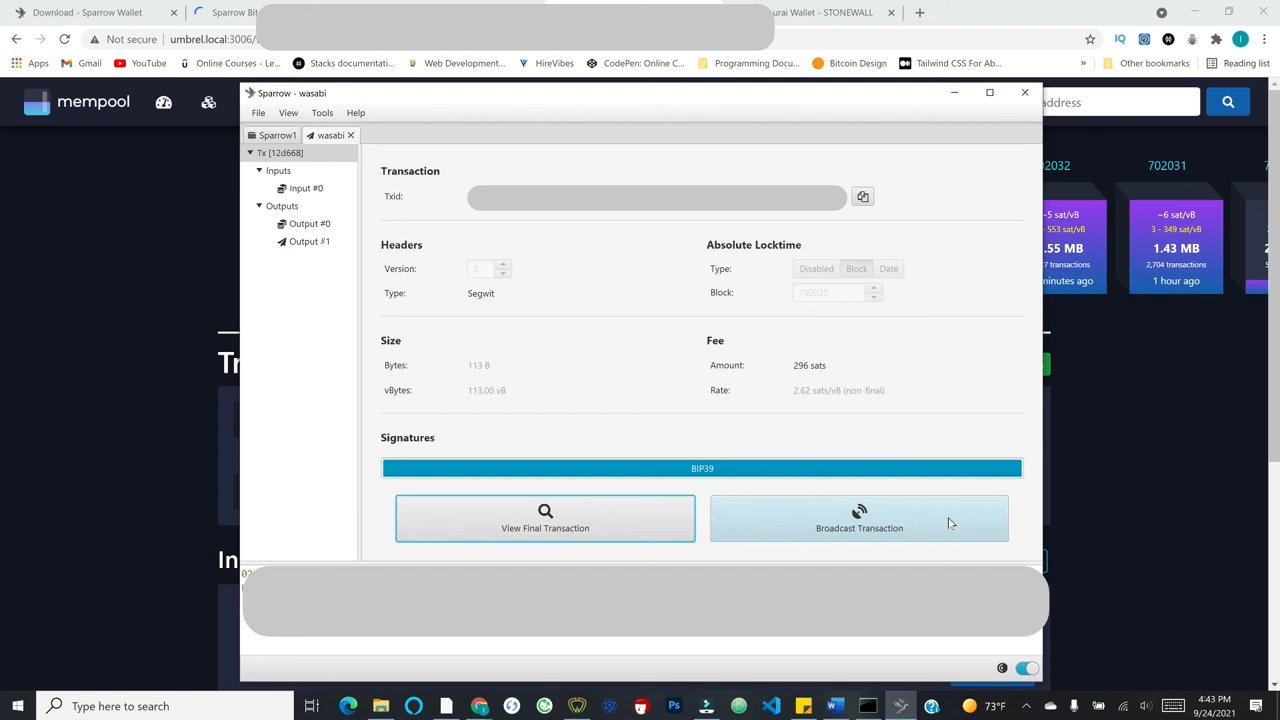 Download - Sparrow Wallet
Sparrow Bit
urai Wallet - STONEWALL
Not secure
umbrel.local:3006/
Apps
Gmail
YouTube
Online Courses - Le...
Stacks documentati...
Web Development...
HireVibes
CodePen: Online C...
Programming Docu...
Bitcoin Design
Tailwind CSS For Ab...
Other bookmarks
Reading list
mempool
address
Sparrow - wasabi
File View Tools Help
Sparrow1
wasabi
Tx [12d668]
Inputs
Input #0
Outputs
Output #0
Output #1
Transaction
Txid:
Headers
Version: 2
Type: Segwit
Absolute Locktime
Type: Disabled Block Date
Block: 702035
Size
Bytes: 113 B
vBytes: 113.00 vB
Fee
Amount: 296 sats
Rate: 2.62 sats/vB (non-final)
Signatures
BIP39
View Final Transaction
Broadcast Transaction
02032
~5 sat/vB
553 sat/vB
.55 MB
7 transactions
minutes ago
702031
~6 sat/vB
3 - 349 sat/vB
1.43 MB
2,704 transactions
1 hour ago
Tr
In
Type here to search
73°F
4:43 PM
9/24/2021